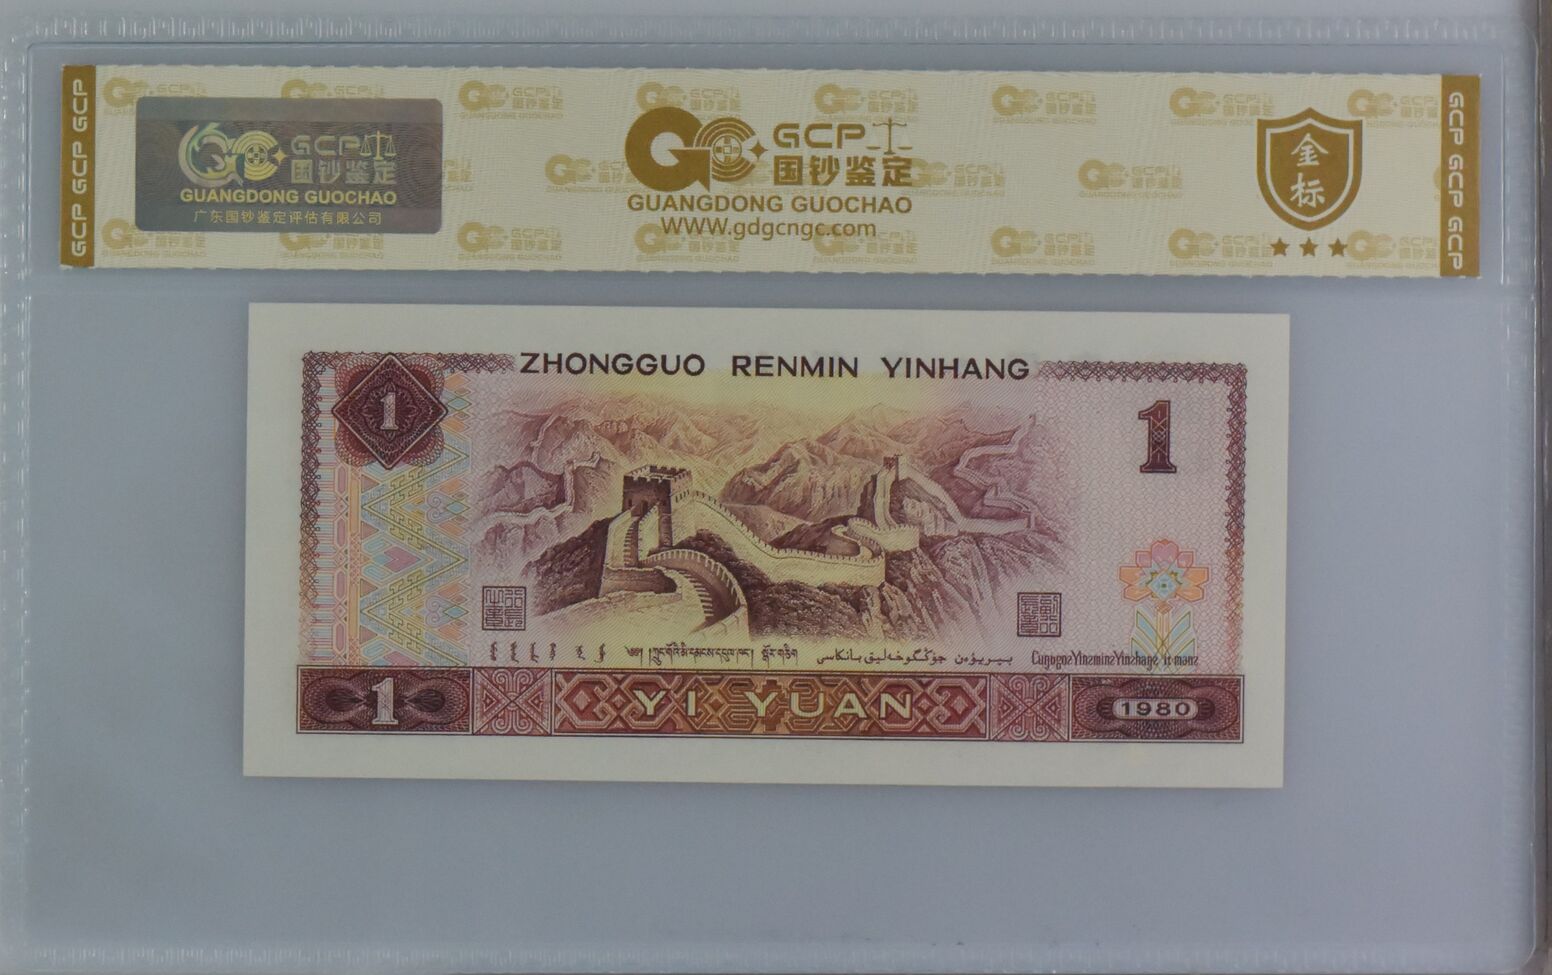 GCP GCP GCP
GCP
国钞鉴定
GUANGDONG GUOCHAO
广东国钞鉴定评估有限公司
GCP
国钞鉴定
GUANGDONG GUOCHAO
WWW.gdgcngc.com
金标
GCP GCP GCP
ZHONGGUO RENMIN YINHANG
1
1
YI YUAN
1
1980